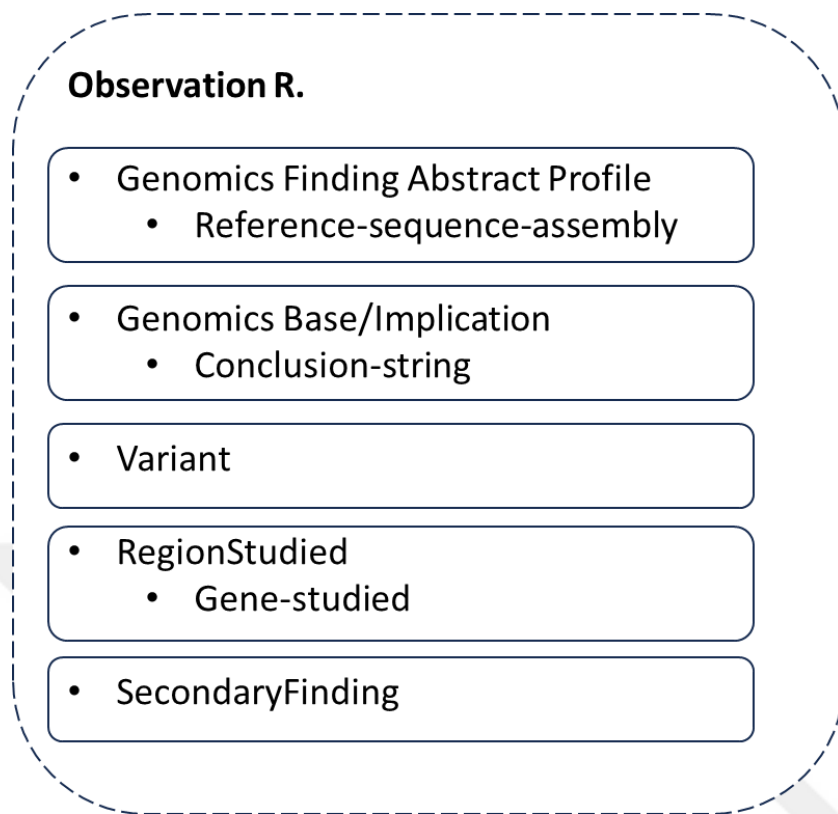 Observation R.
• Genomics Finding Abstract Profile
• Reference-sequence-assembly
• Genomics Base/Implication
• Conclusion-string
• Variant
• RegionStudied
• Gene-studied
• SecondaryFinding